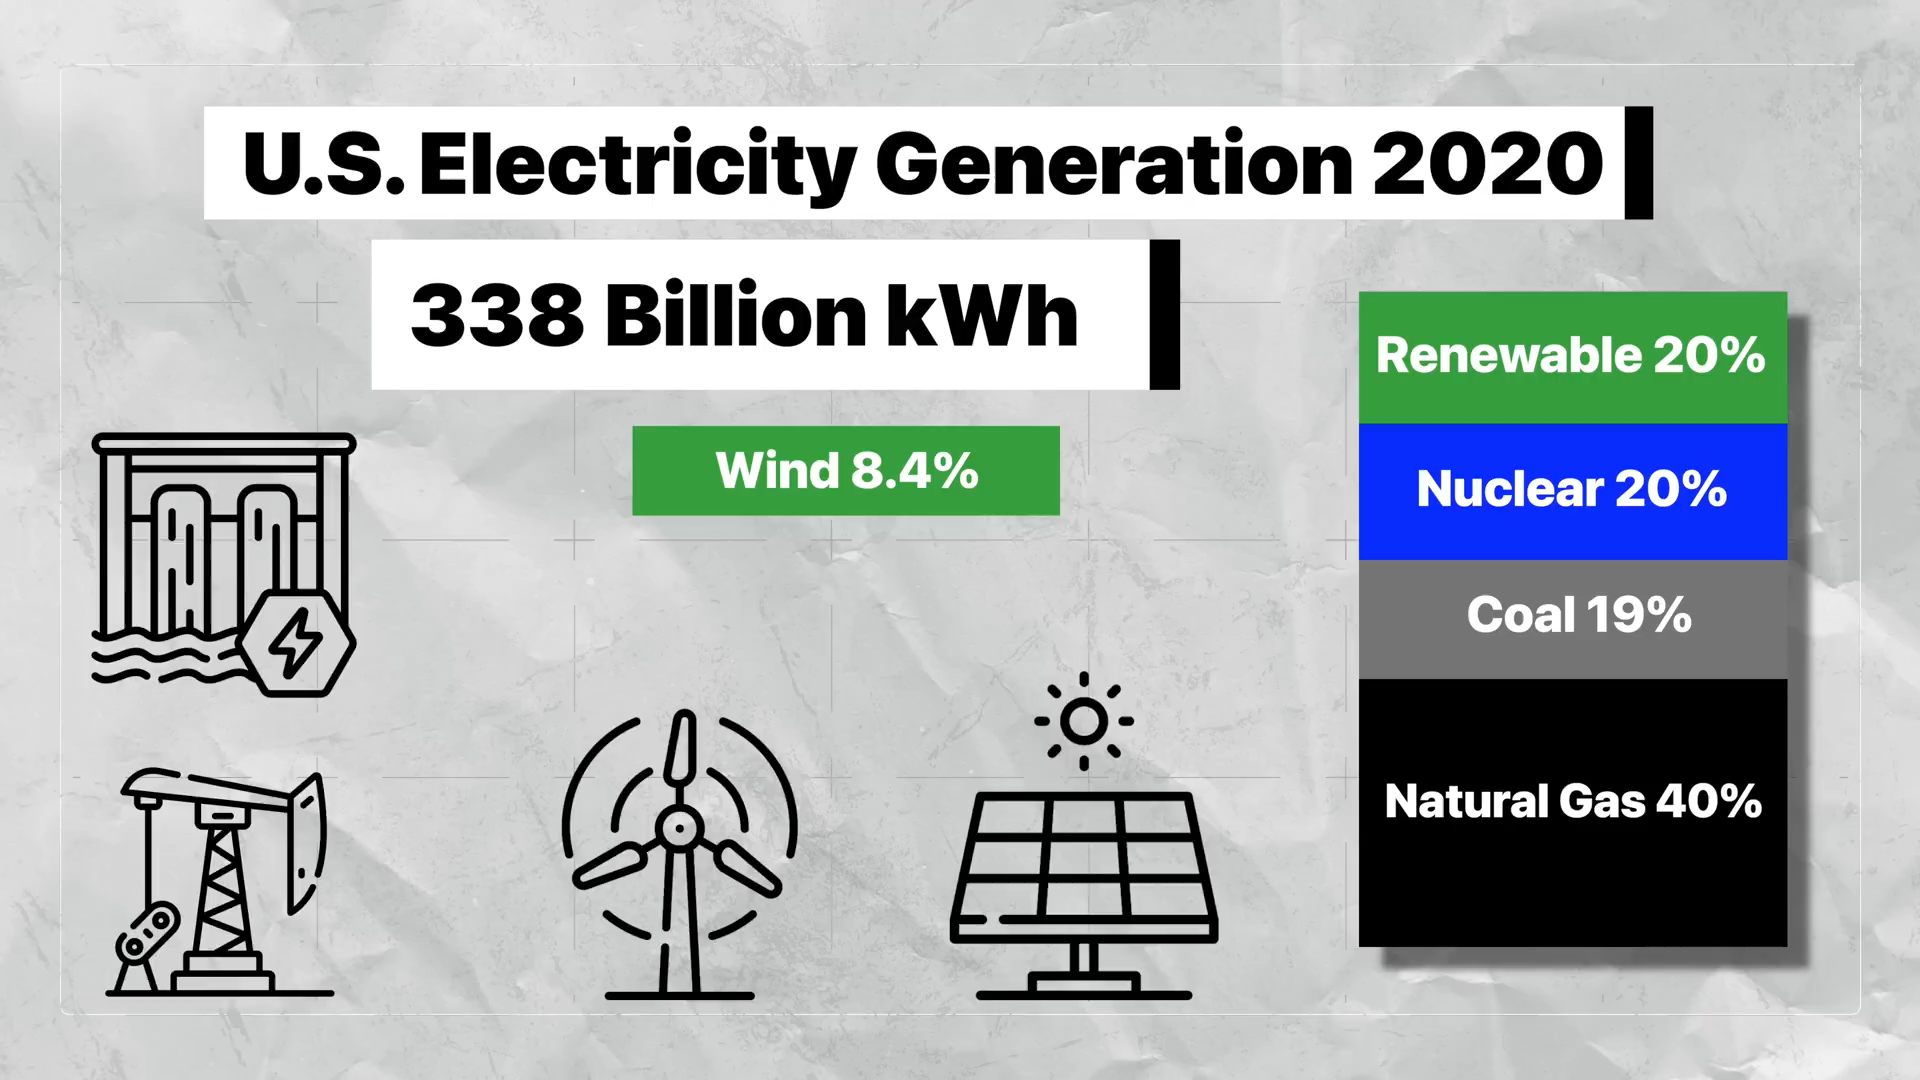 U.S. Electricity Generation 2020
338 Billion kWh
Wind 8.4%
Renewable 20%
Nuclear 20%
Coal 19%
Natural Gas 40%